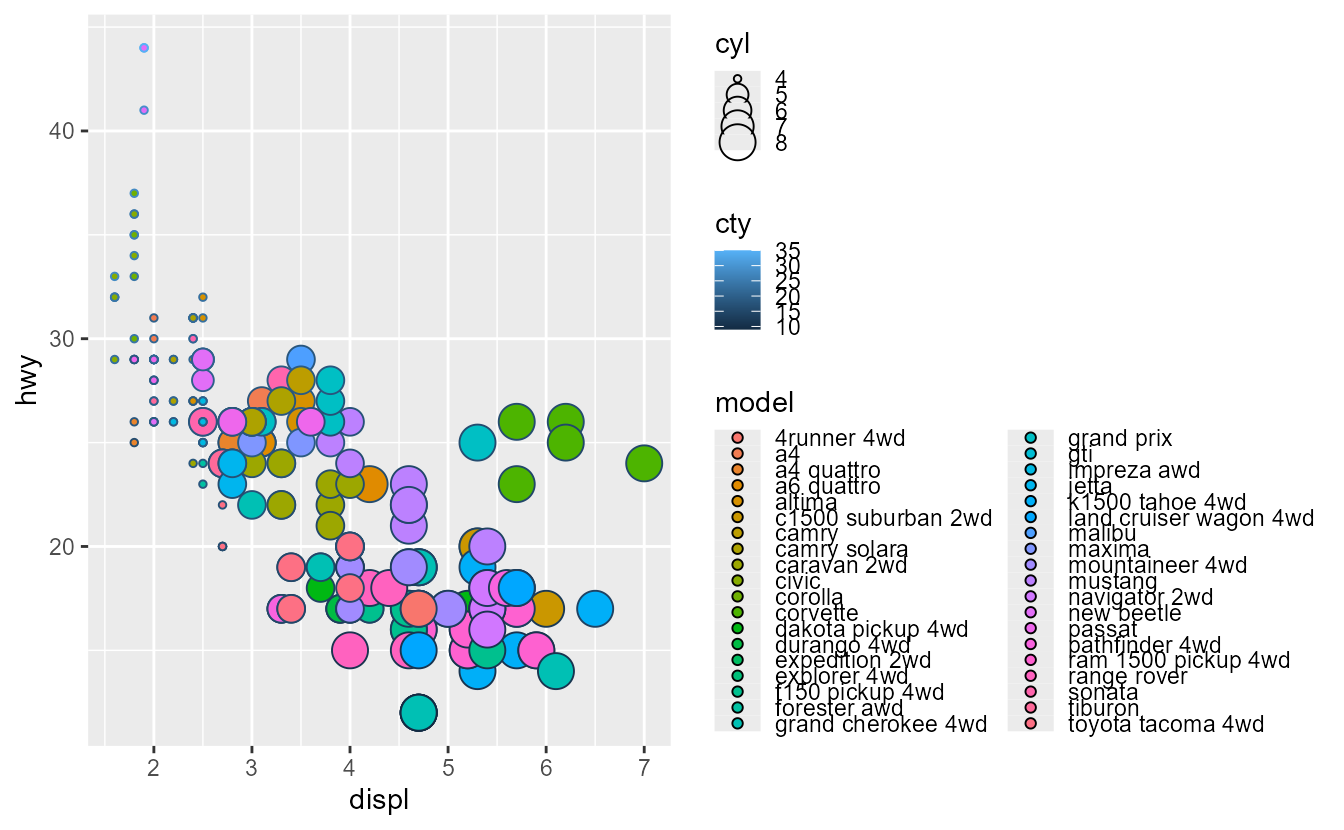 hwy
40
30
20
2 3 4 5 6 7
displ
cyl
4
5
6
7
8
cty
35
30
25
20
15
10
model
4runner 4wd
a4
a4 quattro
a6 quattro
altima
c1500 suburban 2wd
camry
camry solara
caravan 2wd
civic
corolla
corvette
dakota pickup 4wd
durango 4wd
expedition 2wd
explorer 4wd
f150 pickup 4wd
forester awd
grand cherokee 4wd
grand prix
gti
impreza awd
jetta
k1500 tahoe 4wd
land cruiser wagon 4wd
malibu
maxima
mountaineer 4wd
mustang
navigator 2wd
new beetle
passat
pathfinder 4wd
ram 1500 pickup 4wd
range rover
sonata
tiburon
toyota tacoma 4wd